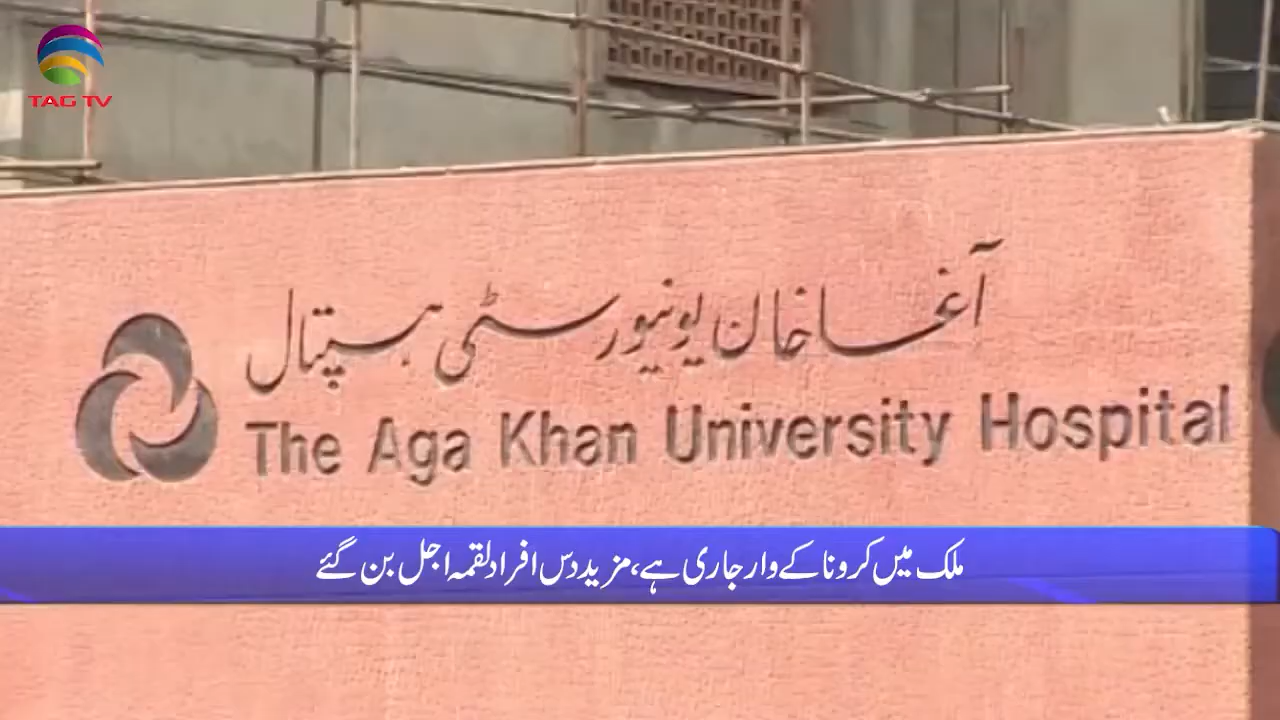 TAG TV
آغا خان یونیورسٹی ہسپتال
The Aga Khan University Hospital
ملک میں کرونا کے وار جاری ہے، مزید دس افراد لقمہ اجل بن گئے